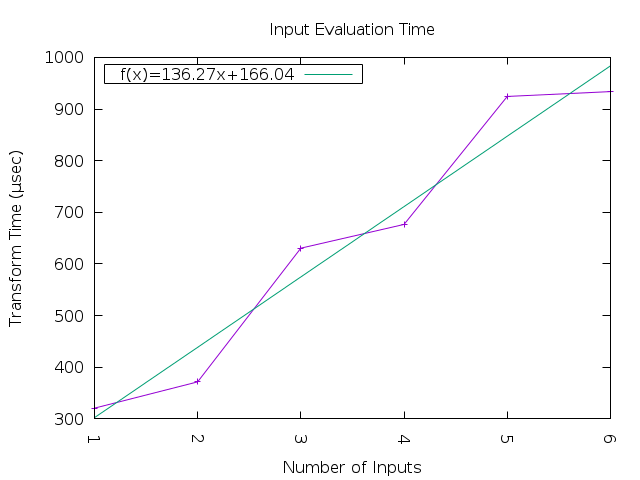 Input Evaluation Time
f(x)=136.27x+166.04
Transform Time (µsec)
1000
900
800
700
600
500
400
300
1 2 3 4 5 6
Number of Inputs